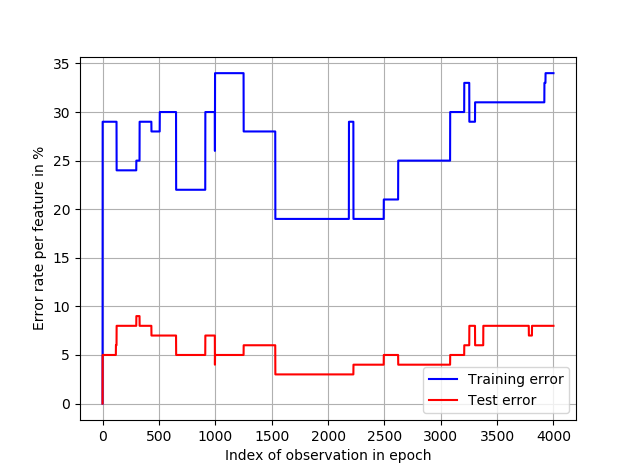 35
30
25
20
15
10
5
0
Error rate per feature in %
Training error
Test error
0 500 1000 1500 2000 2500 3000 3500 4000
Index of observation in epoch